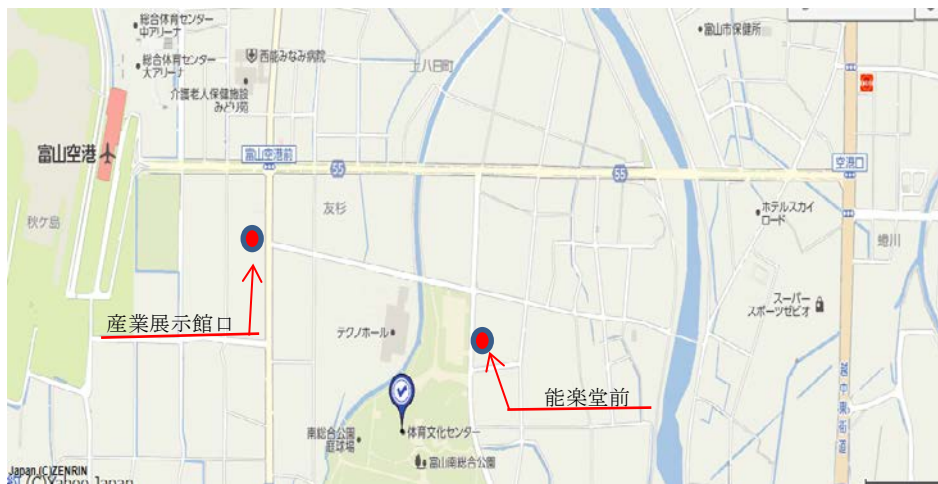 総合体育センター
中アリーナ
総合体育センター
大アリーナ
西能みなみ病院
介護老人保健施設
みどり苑
上八日町
富山市保健所
富山空港
富山空港前
55
55
空港口
秋ケ島
友杉
ホテルスカイ
ロード
蜷川
産業展示館口
テクノホール
スーパー
スポーツゼビオ
能楽堂前
越中東街道
体育文化センター
南総合公園
庭球場
富山南総合公園
Japan,(C)ZENRIN
(C)Yahoo Japan